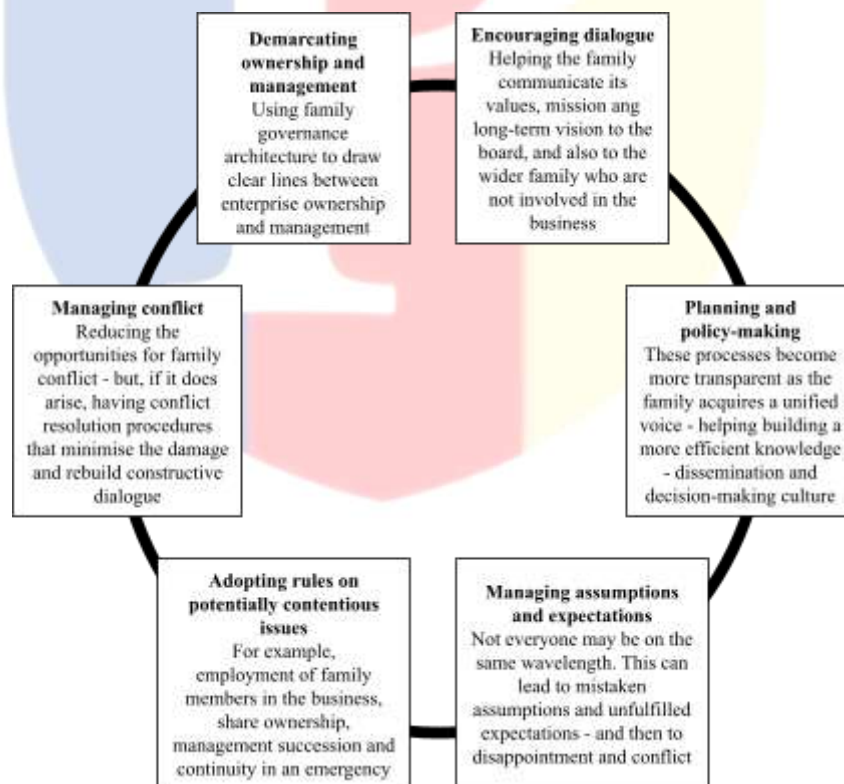 Demarcating
ownership and
management
Using family
governance
architecture to draw
clear lines between
enterprise ownership
and management
Encouraging dialogue
Helping the family
communicate its
values, mission ang
long-term vision to the
board, and also to the
wider family who are
not involved in the
business
Managing conflict
Reducing the
opportunities for family
conflict - but, if it does
arise, having conflict
resolution procedures
that minimise the damage
and rebuild constructive
dialogue
Planning and
policy-making
These processes become
more transparent as the
family acquires a unified
voice - helping building a
more efficient knowledge
- dissemination and
decision-making culture
Adopting rules on
potentially contentious
issues
For example,
employment of family
members in the business,
share ownership,
management succession and
continuity in an emergency
Managing assumptions
and expectations
Not everyone may be on the
same wavelength. This can
lead to mistaken
assumptions and unfulfilled
expectations - and then to
disappointment and conflict